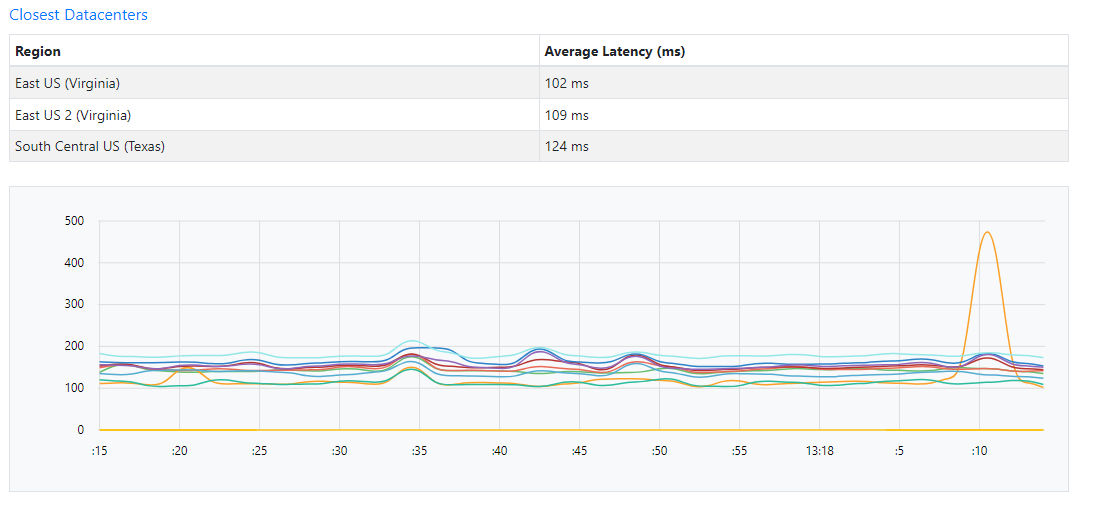 Closest Datacenters
Region Average Latency (ms)
East US (Virginia) 102 ms
East US 2 (Virginia) 109 ms
South Central US (Texas) 124 ms
500
400
300
200
100
0
:15 :20 :25 :30 :35 :40 :45 :50 :55 13:18 :5 :10